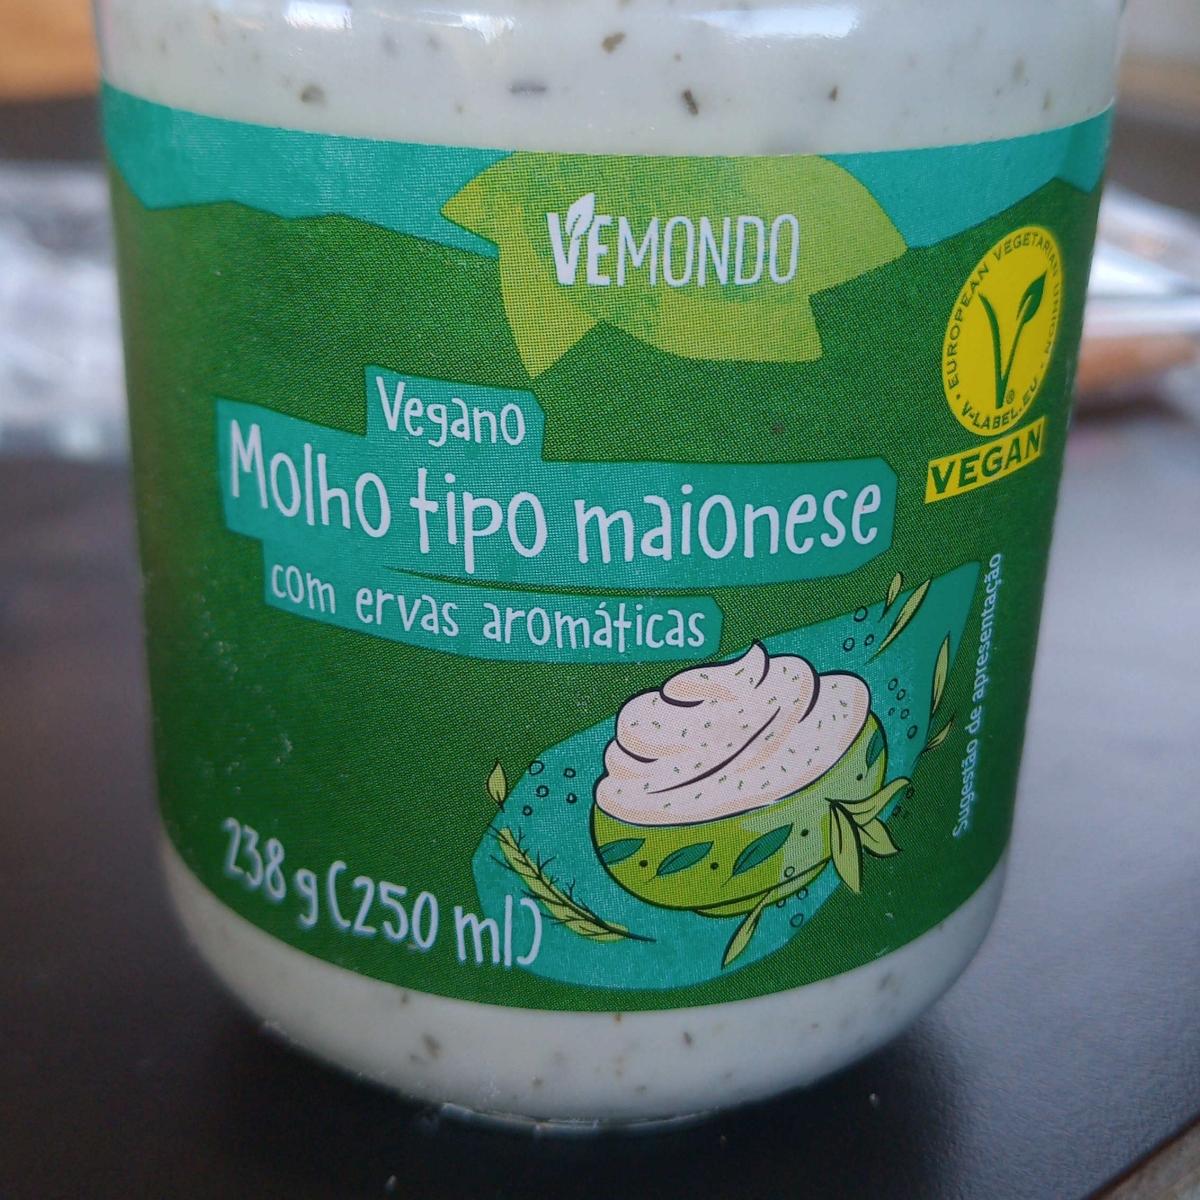 VEMONDO
EUROPEAN VEGETARIAN UNION
V-LABEL.EU
VEGAN
Vegano
Molho tipo maionese
com ervas aromáticas
Sugestão de apresentação
238 g (250 ml)